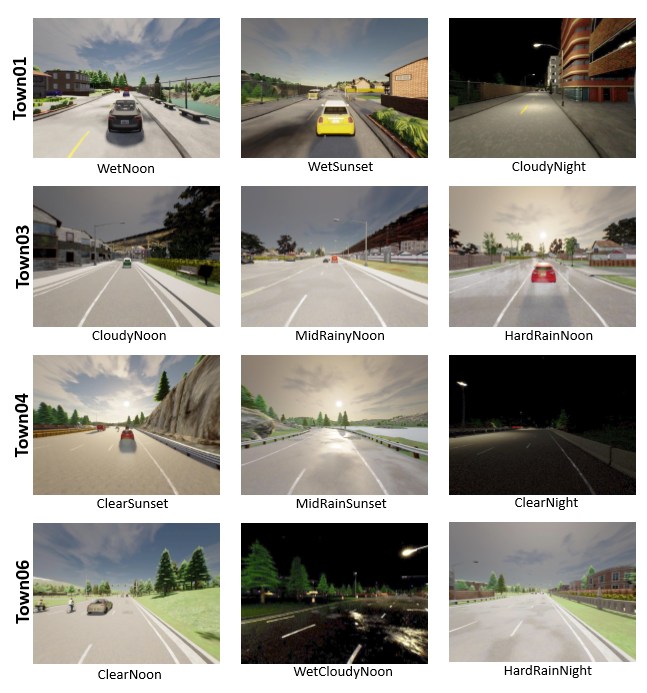 Town01
WetNoon
WetSunset
CloudyNight
Town03
CloudyNoon
MidRainyNoon
HardRainNoon
Town04
ClearSunset
MidRainSunset
ClearNight
Town06
ClearNoon
WetCloudyNoon
HardRainNight